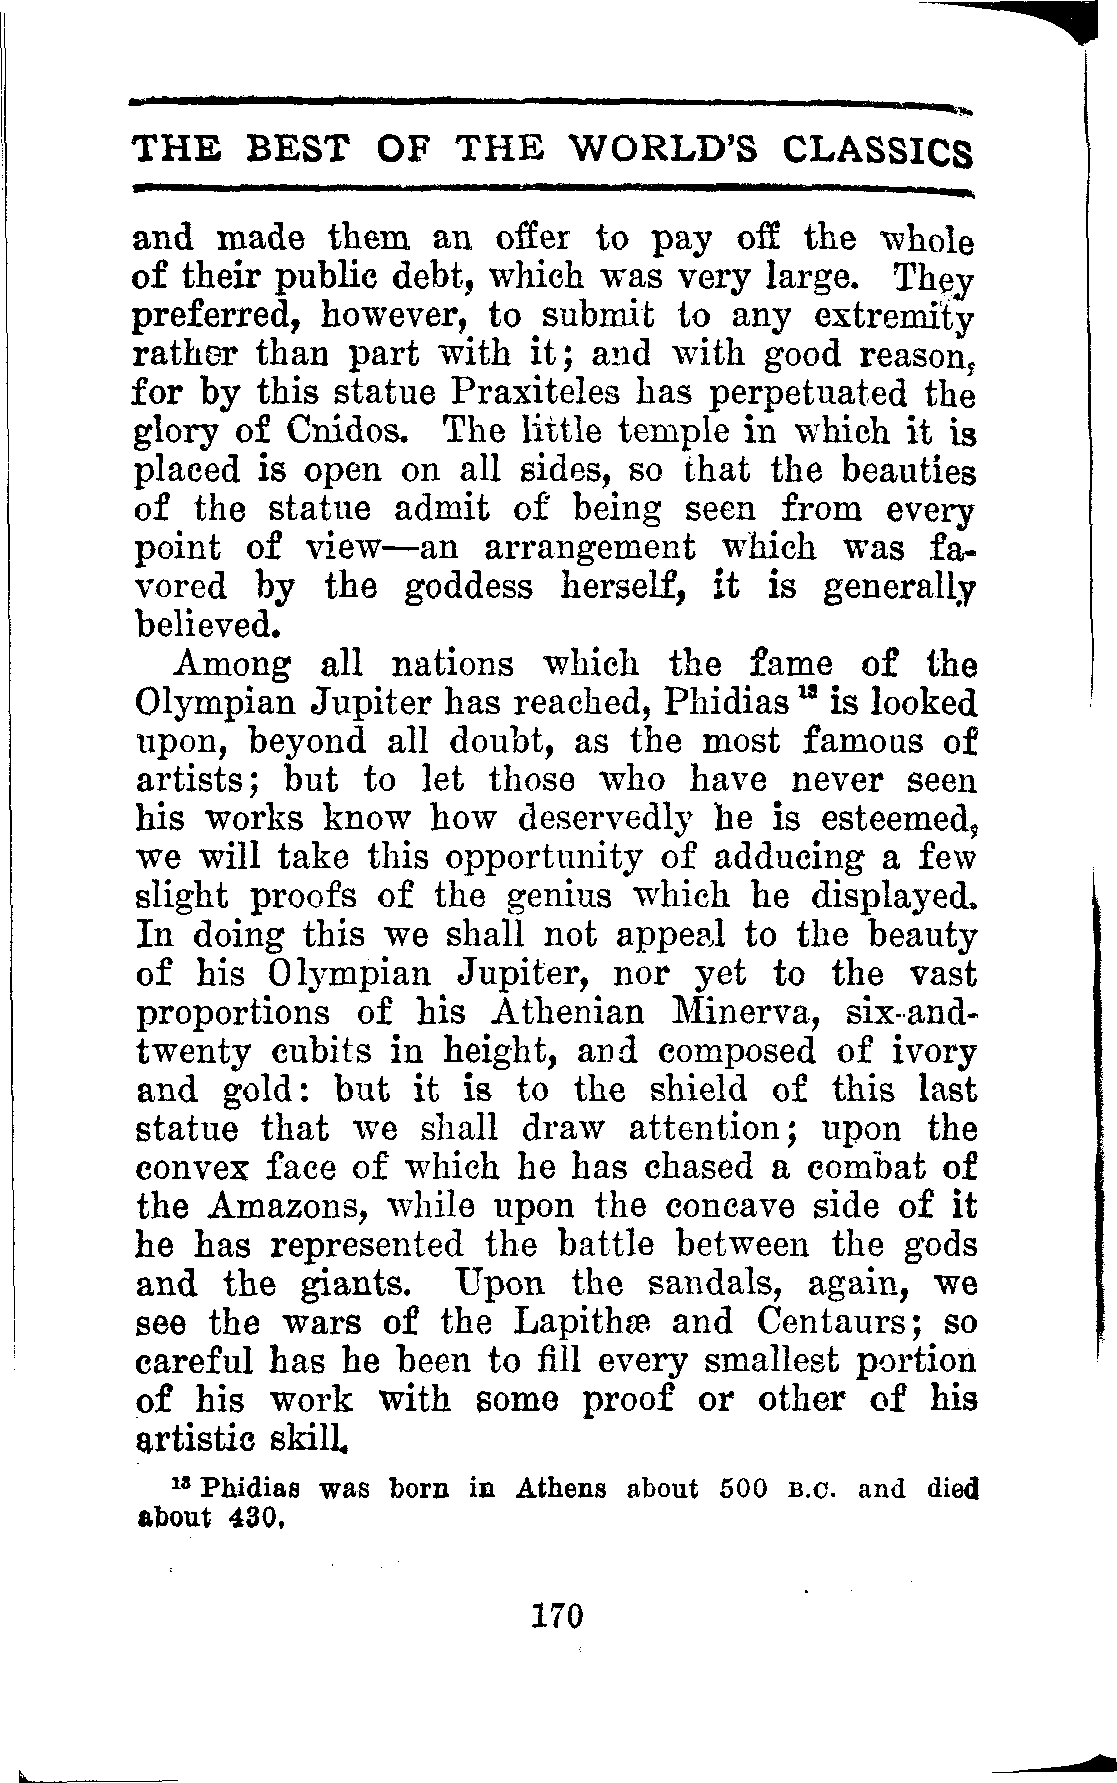 THE BEST OF THE WORLD'S CLASSICS
and made them an offer to pay off the whole
of their public debt, which was very large. They
preferred, however, to submit to any extremity
rather than part with it; and with good reason,
for by this statue Praxiteles has perpetuated the
glory of Cnidos. The little temple in which it is
placed is open on all sides, so that the beauties
of the statue admit of being seen from every
point of view—an arrangement which was fa-
vored by the goddess herself, it is generally
believed.
Among all nations which the fame of the
Olympian Jupiter has reached, Phidias¹³ is looked
upon, beyond all doubt, as the most famous of
artists; but to let those who have never seen
his works know how deservedly he is esteemed,
we will take this opportunity of adducing a few
slight proofs of the genius which he displayed.
In doing this we shall not appeal to the beauty
of his Olympian Jupiter, nor yet to the vast
proportions of his Athenian Minerva, six-and-
twenty cubits in height, and composed of ivory
and gold: but it is to the shield of this last
statue that we shall draw attention; upon the
convex face of which he has chased a combat of
the Amazons, while upon the concave side of it
he has represented the battle between the gods
and the giants. Upon the sandals, again, we
see the wars of the Lapithæ and Centaurs; so
careful has he been to fill every smallest portion
of his work with some proof or other of his
artistic skill.
¹³ Phidias was born in Athens about 500 B.C. and died
about 430.
170